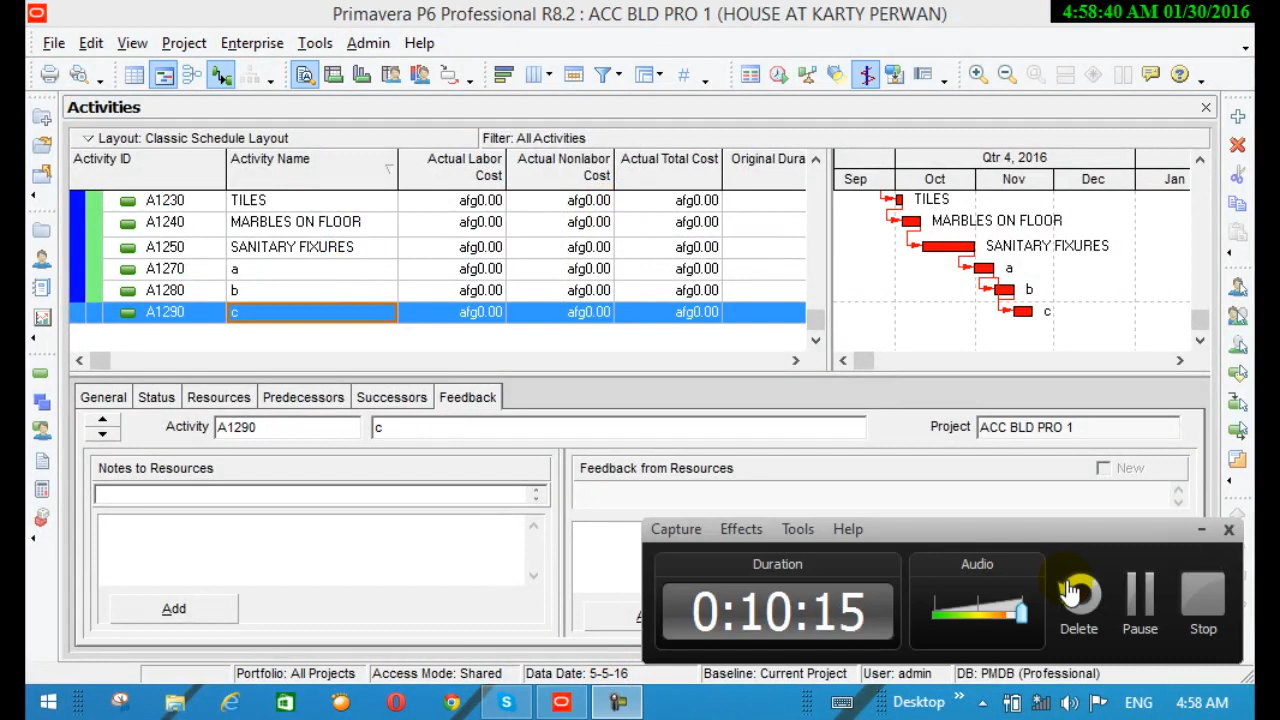 Primavera P6 Professional R8.2 : ACC BLD PRO 1 (HOUSE AT KARTY PERWAN)
4:58:40 AM 01/30/2016
File Edit View Project Enterprise Tools Admin Help
Activities
Layout: Classic Schedule Layout Filter: All Activities
Activity ID Activity Name Actual Labor Cost Actual Nonlabor Cost Actual Total Cost Original Dura
Qtr 4, 2016
Sep Oct Nov Dec Jan
A1230 TILES afg0.00 afg0.00 afg0.00 TILES
A1240 MARBLES ON FLOOR afg0.00 afg0.00 afg0.00 MARBLES ON FLOOR
A1250 SANITARY FIXURES afg0.00 afg0.00 afg0.00 SANITARY FIXURES
A1270 a afg0.00 afg0.00 afg0.00 a
A1280 b afg0.00 afg0.00 afg0.00 b
A1290 c afg0.00 afg0.00 afg0.00 c
General Status Resources Predecessors Successors Feedback
Activity A1290 c Project ACC BLD PRO 1
Notes to Resources Feedback from Resources New
Capture Effects Tools Help
Duration Audio
0:10:15
Delete Pause Stop
Add
Portfolio: All Projects Access Mode: Shared Data Date: 5-5-16 Baseline: Current Project User: admin DB: PMDB (Professional)
Desktop ENG 4:58 AM